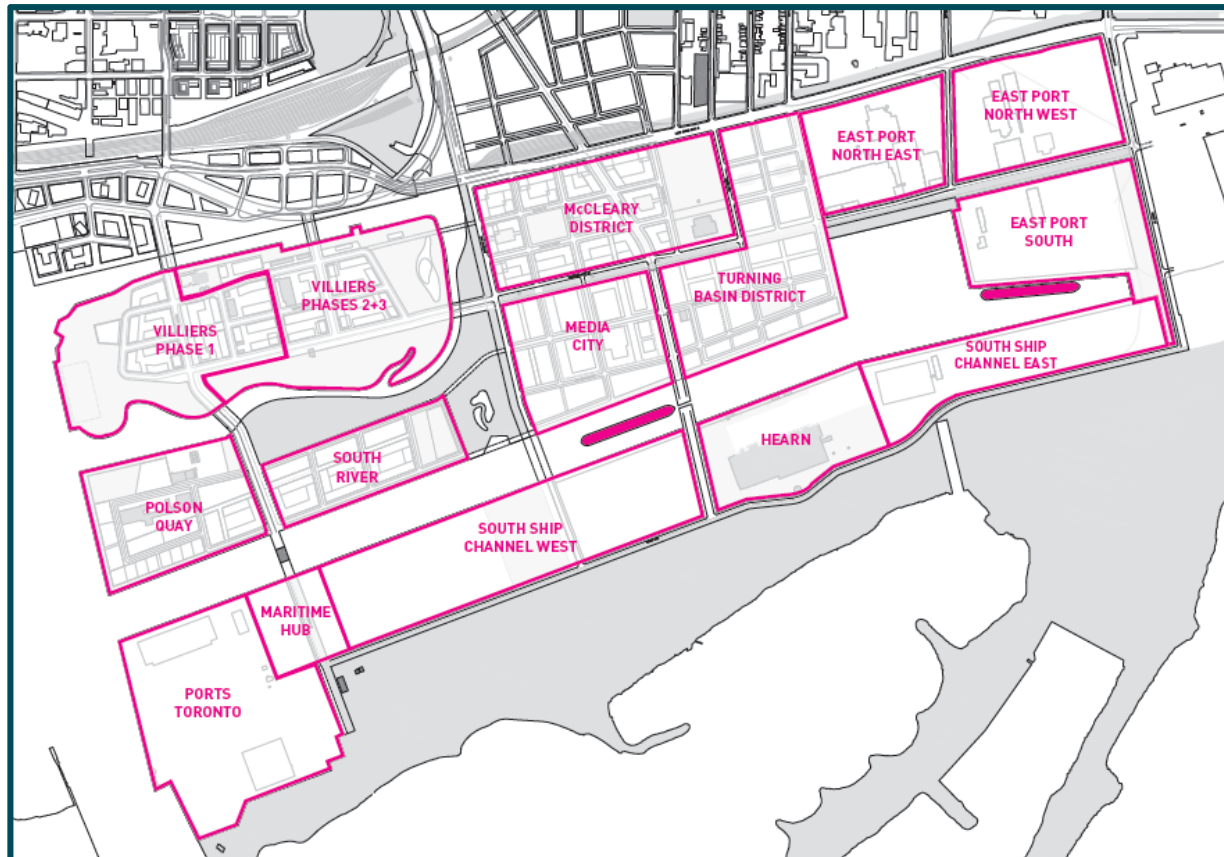 EAST PORT
NORTH WEST
EAST PORT
NORTH EAST
McCLEARY
DISTRICT
EAST PORT
SOUTH
VILLIERS
PHASES 2+3
TURNING
BASIN DISTRICT
VILLIERS
PHASE 1
MEDIA
CITY
SOUTH SHIP
CHANNEL EAST
HEARN
SOUTH
RIVER
POLSON
QUAY
SOUTH SHIP
CHANNEL WEST
MARITIME
HUB
PORTS
TORONTO